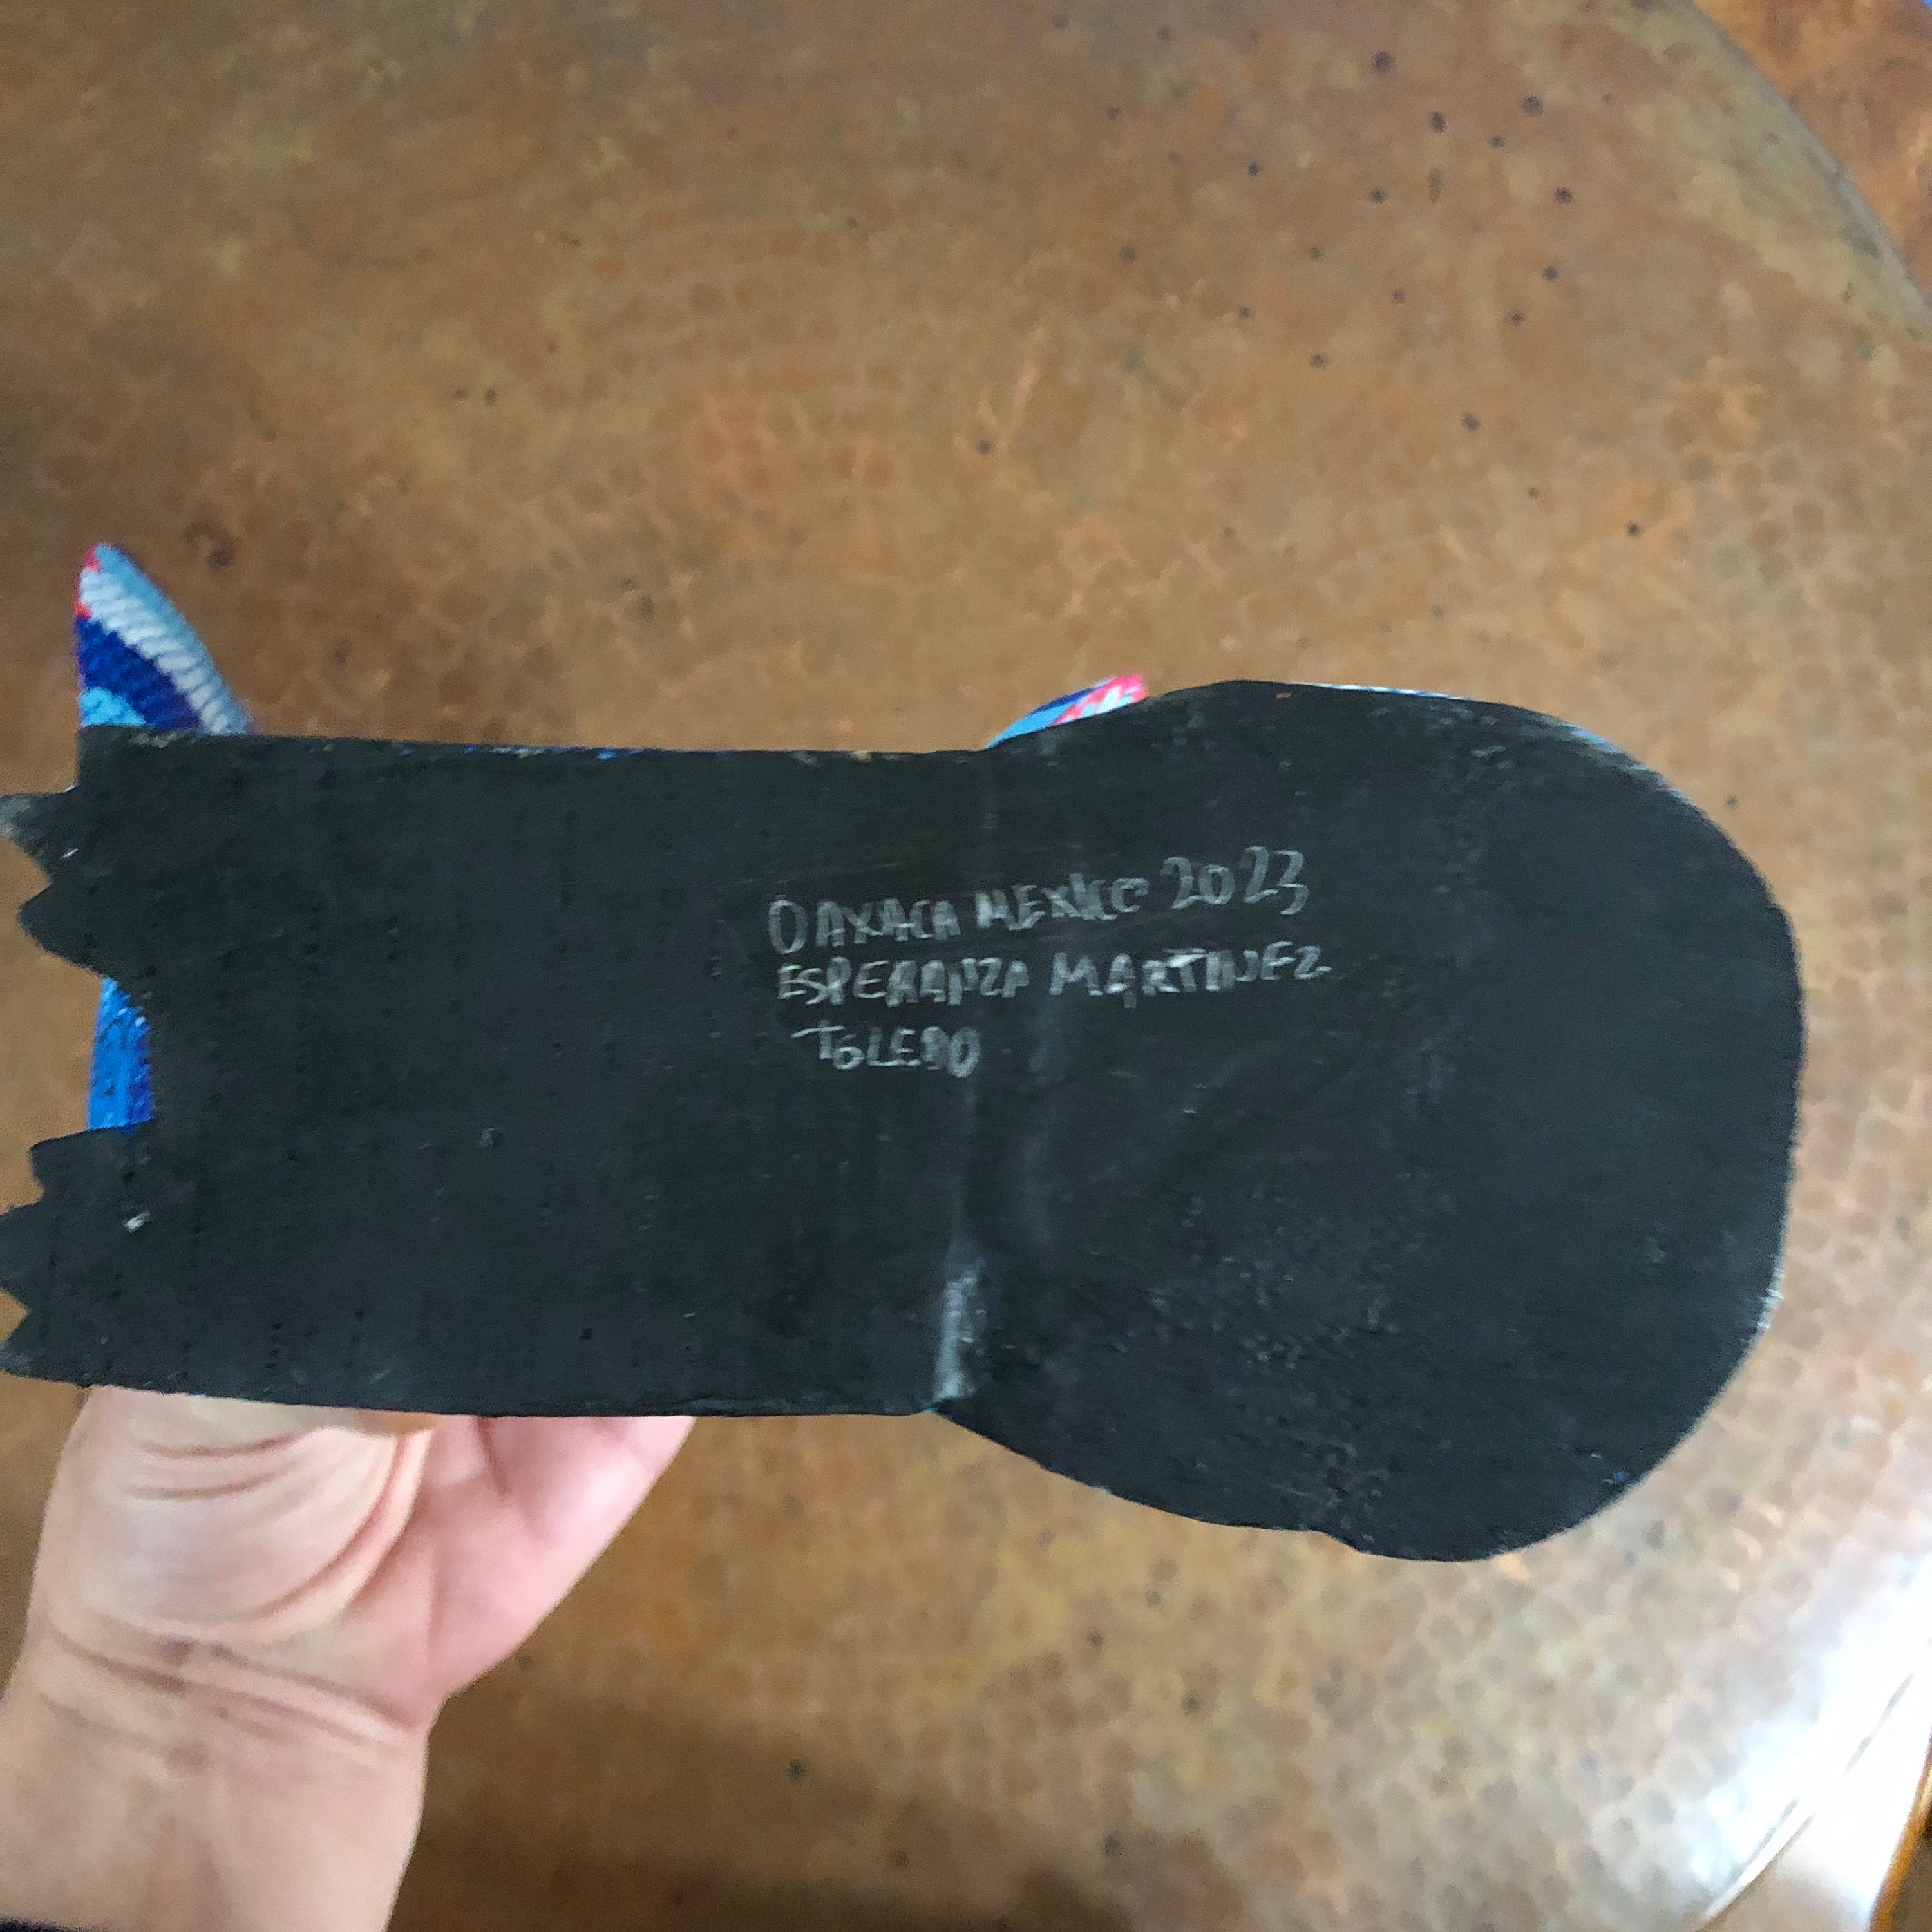 OAXACA MEXICO 2023
ESPERANZA MARTINEZ
TOLEDO